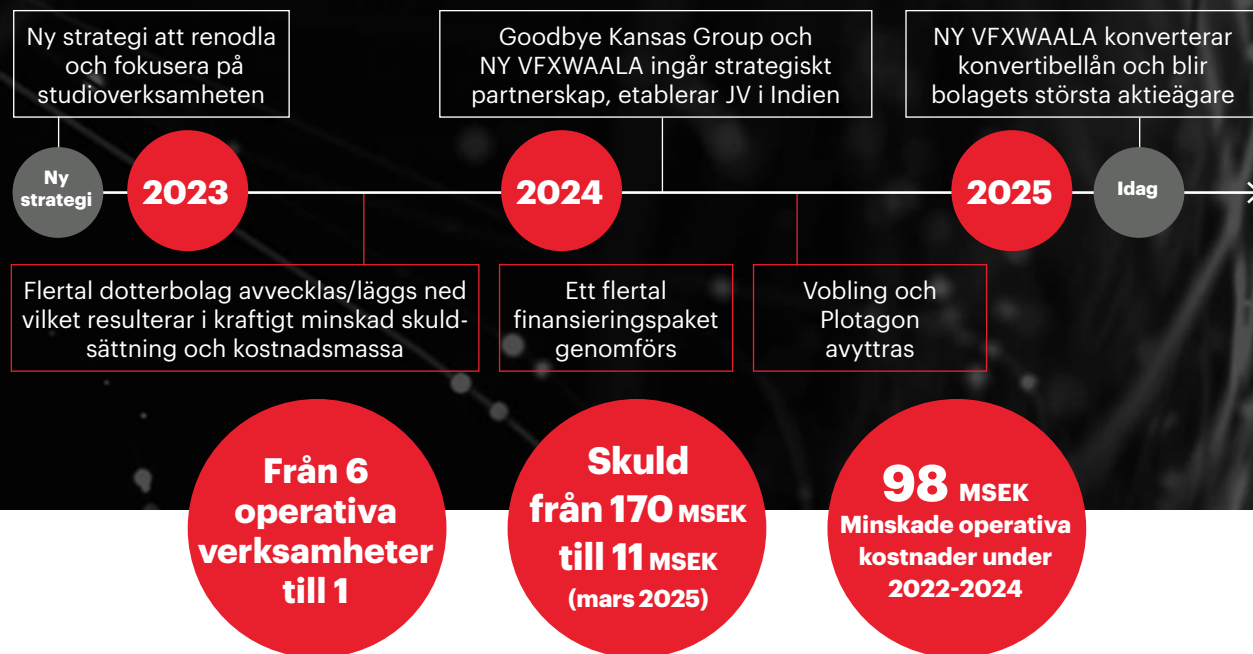 Ny strategi att renodla
och fokusera på
studioverksamheten
Goodbye Kansas Group och
NY VFXWAALA ingår strategiskt
partnerskap, etablerar JV i Indien
NY VFXWAALA konverterar
konvertibellån och blir
bolagets största aktieägare
Ny
strategi
2023
2024
2025
Idag
Flertal dotterbolag avvecklas/läggs ned
vilket resulterar i kraftigt minskad skuld-
sättning och kostnadsmassa
Ett flertal
finansieringspaket
genomförs
Vobling och
Plotagon
avyttras
Från 6
operativa
verksamheter
till 1
Skuld
från 170 MSEK
till 11 MSEK
(mars 2025)
98 MSEK
Minskade operativa
kostnader under
2022-2024